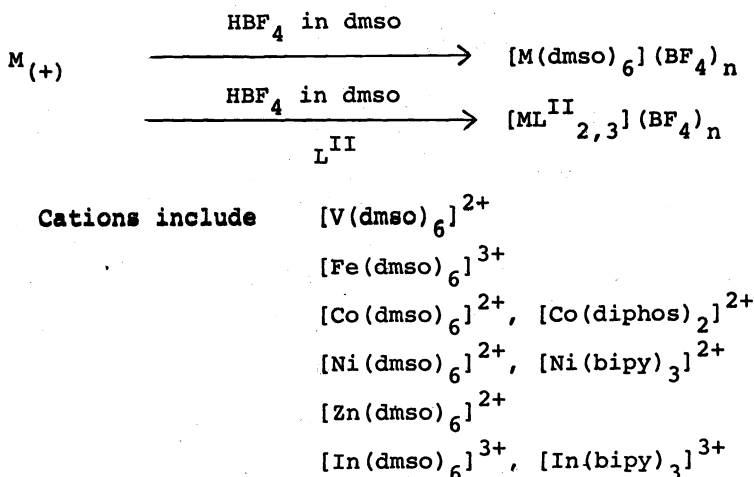 HBF₄ in dmso
M₍₊₎ ⟶ [M(dmso)₆](BF₄)ₙ
HBF₄ in dmso
⟶ [MLᴵᴵ₂,₃](BF₄)ₙ
Lᴵᴵ
Cations include [V(dmso)₆]²⁺
[Fe(dmso)₆]³⁺
[Co(dmso)₆]²⁺, [Co(diphos)₂]²⁺
[Ni(dmso)₆]²⁺, [Ni(bipy)₃]²⁺
[Zn(dmso)₆]²⁺
[In(dmso)₆]³⁺, [In(bipy)₃]³⁺